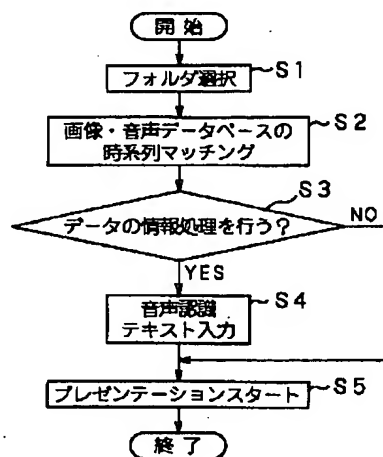 開始
フォルダ選択
S1
画像・音声データベースの
時系列マッチング
S2
データの情報処理を行う?
S3
NO
YES
音声認識
テキスト入力
S4
プレゼンテーションスタート
S5
終了